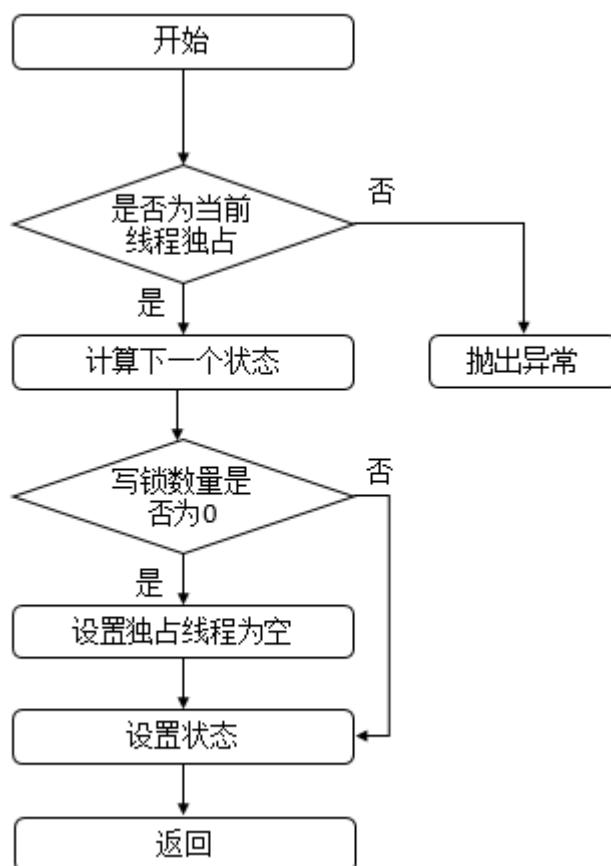 开始
是否为当前
线程独占
否
是
计算下一个状态
抛出异常
写锁数量是
否为0
否
是
设置独占线程为空
设置状态
返回